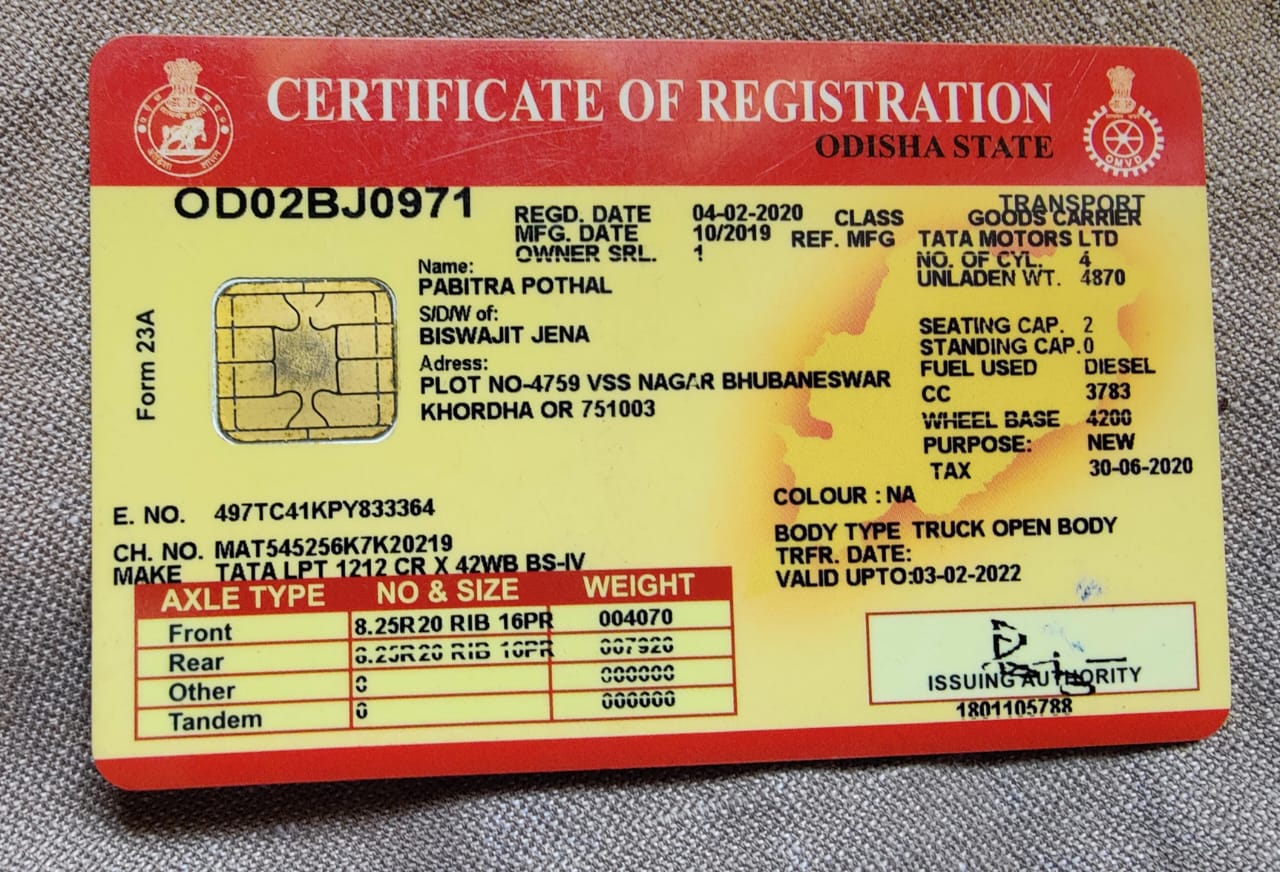 CERTIFICATE OF REGISTRATION
ODISHA STATE
OMVD
OD02BJ0971
TRANSPORT
REGD. DATE 04-02-2020 CLASS GOODS CARRIER
MFG. DATE 10/2019 REF. MFG TATA MOTORS LTD
OWNER SRL. 1 NO. OF CYL. 4
UNLADEN WT. 4870
Name:
PABITRA POTHAL
S/D/W of:
BISWAJIT JENA
Adress:
PLOT NO-4759 VSS NAGAR BHUBANESWAR
KHORDHA OR 751003
Form 23A
SEATING CAP. 2
STANDING CAP.0
FUEL USED DIESEL
CC 3783
WHEEL BASE 4200
PURPOSE: NEW
TAX 30-06-2020
COLOUR : NA
BODY TYPE TRUCK OPEN BODY
TRFR. DATE:
VALID UPTO:03-02-2022
E. NO. 497TC41KPY833364
CH. NO. MAT545256K7K20219
MAKE TATA LPT 1212 CR X 42WB BS-IV
AXLE TYPE NO & SIZE WEIGHT
Front 8.25R20 RIB 16PR 004070
Rear 8.25R20 RIB 16PR 007920
Other 0 000000
Tandem 0 000000
ISSUING AUTHORITY
1801105788